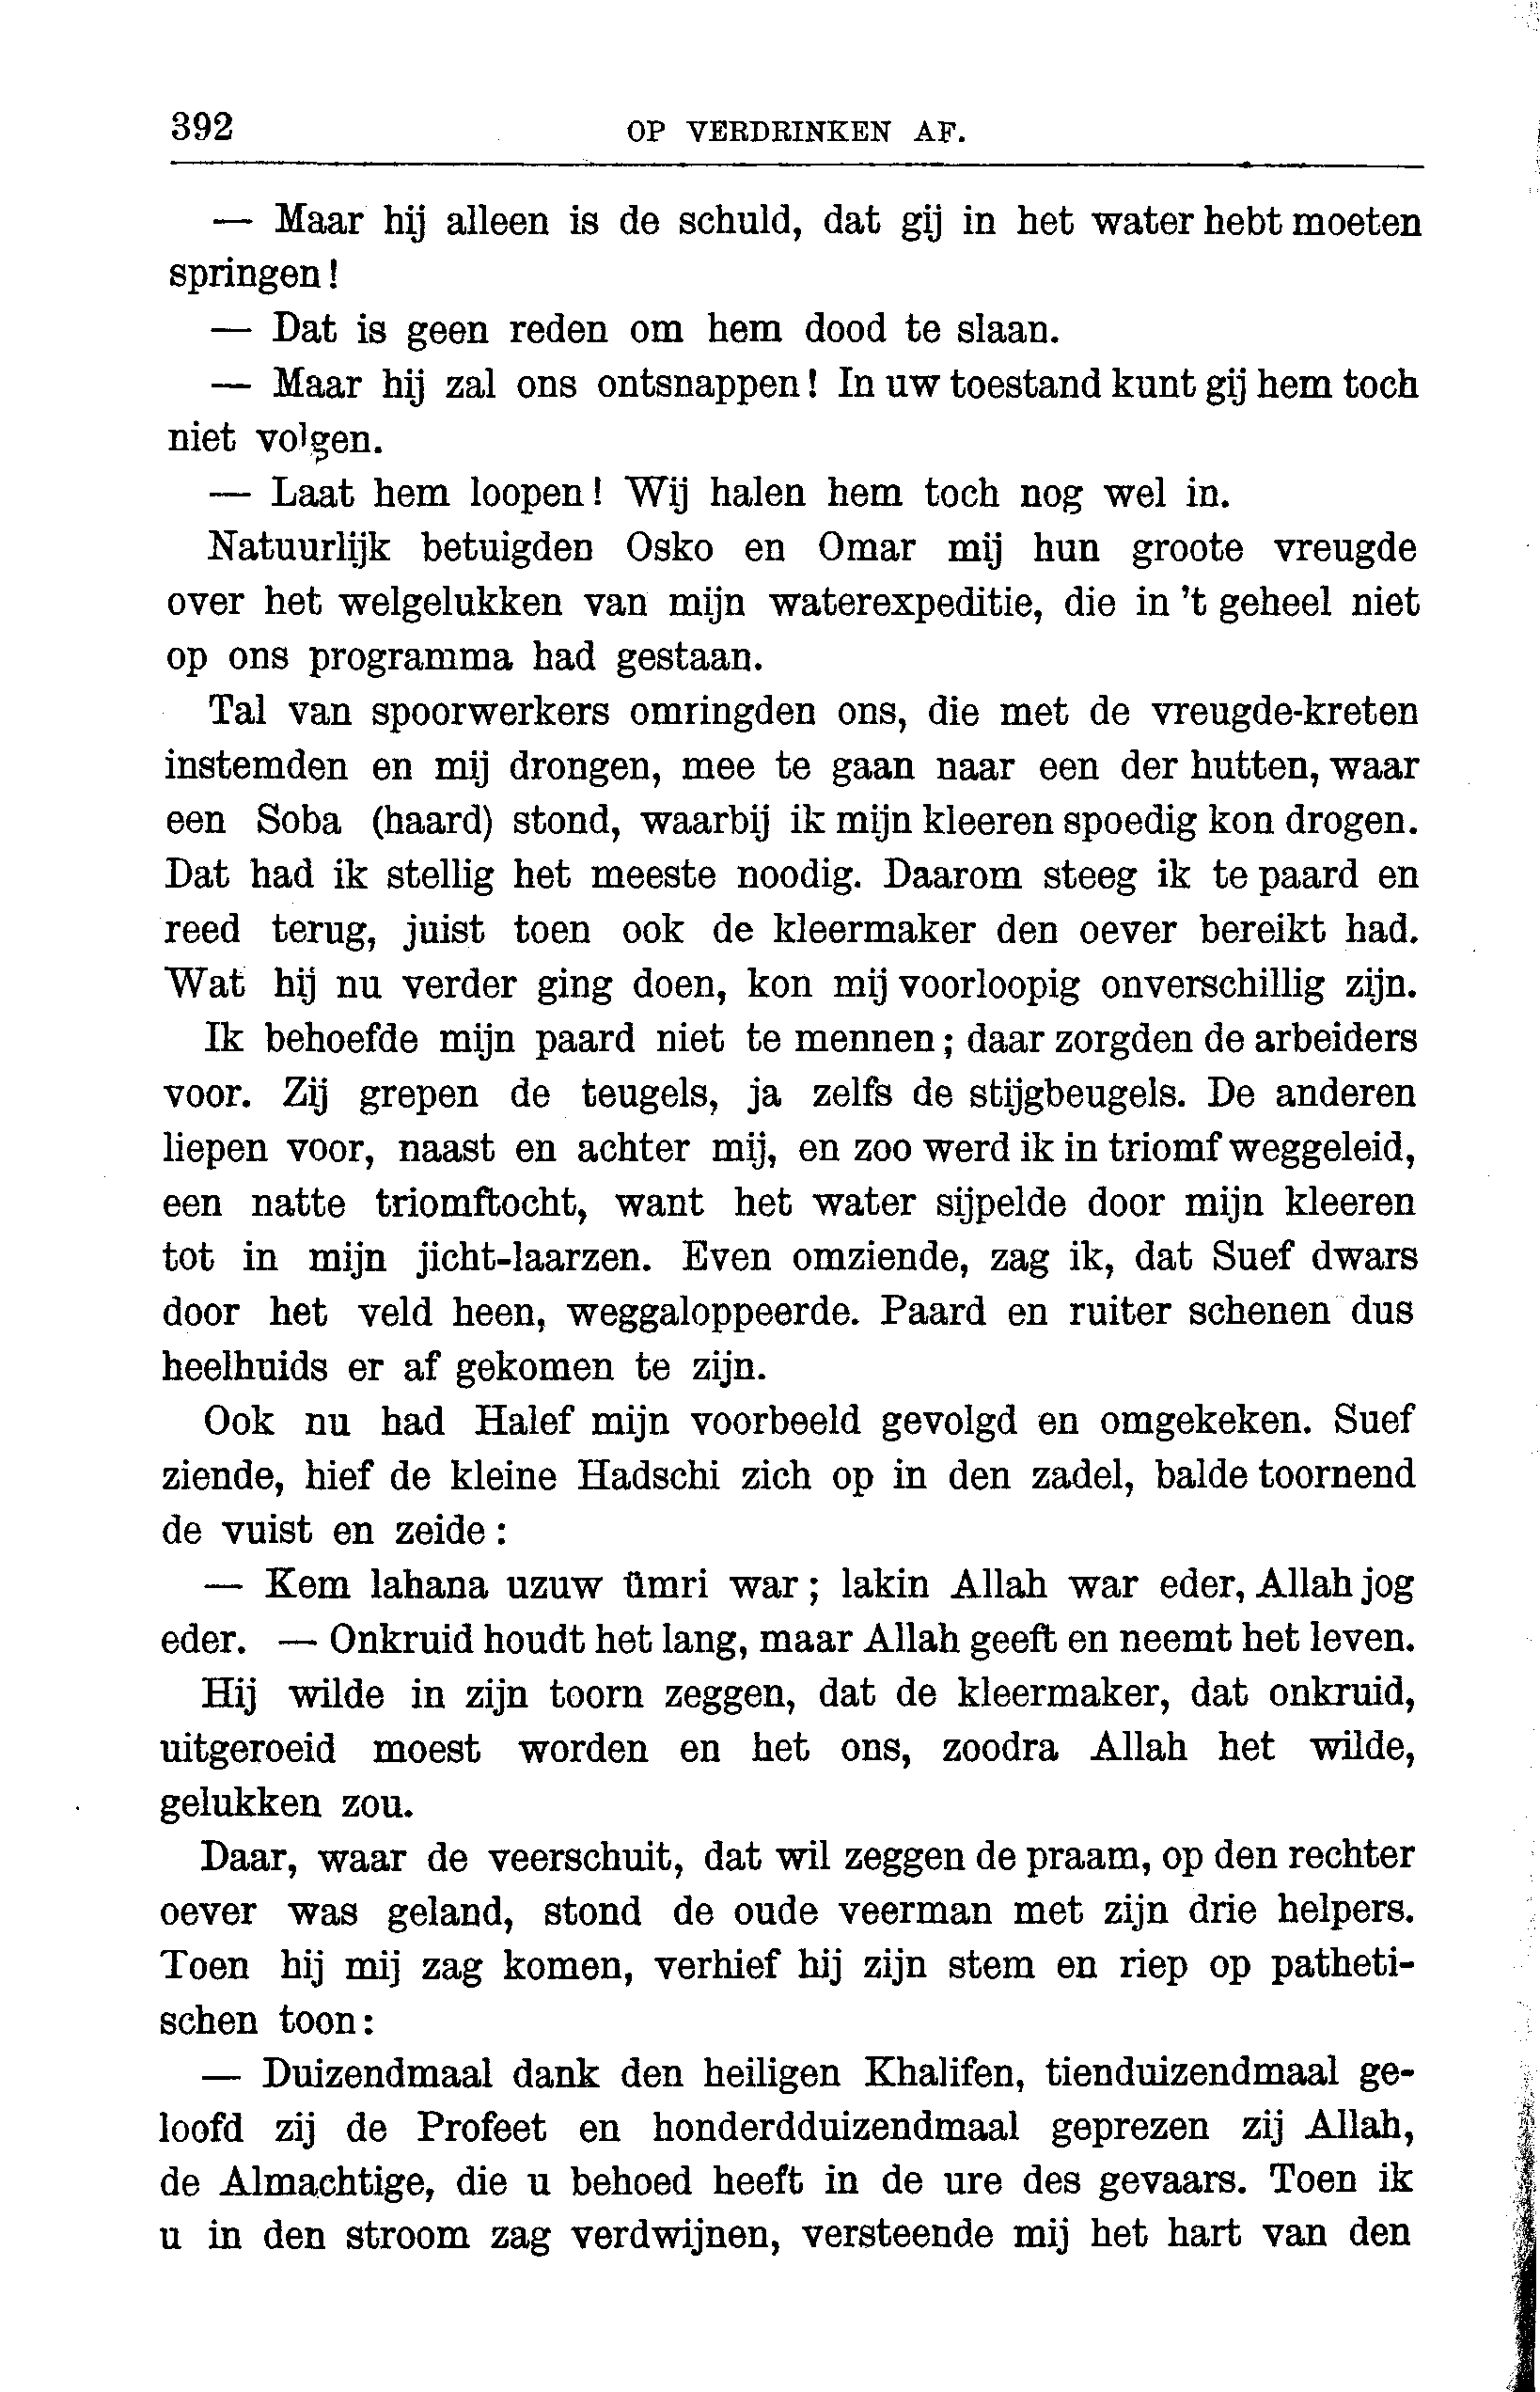 392
OP VERDRINKEN AF.
— Maar hij alleen is de schuld, dat gij in het water hebt moeten
springen!
— Dat is geen reden om hem dood te slaan.
— Maar hij zal ons ontsnappen! In uw toestand kunt gij hem toch
niet volgen.
— Laat hem loopen! Wij halen hem toch nog wel in.
Natuurlijk betuigden Osko en Omar mij hun groote vreugde
over het welgelukken van mijn waterexpeditie, die in 't geheel niet
op ons programma had gestaan.
Tal van spoorwerkers omringden ons, die met de vreugde-kreten
instemden en mij drongen, mee te gaan naar een der hutten, waar
een Soba (haard) stond, waarbij ik mijn kleeren spoedig kon drogen.
Dat had ik stellig het meeste noodig. Daarom steeg ik te paard en
reed terug, juist toen ook de kleermaker den oever bereikt had.
Wat hij nu verder ging doen, kon mij voorloopig onverschillig zijn.
Ik behoefde mijn paard niet te mennen; daar zorgden de arbeiders
voor. Zij grepen de teugels, ja zelfs de stijgbeugels. De anderen
liepen voor, naast en achter mij, en zoo werd ik in triomf weggeleid,
een natte triomftocht, want het water sijpelde door mijn kleeren
tot in mijn jicht-laarzen. Even omziende, zag ik, dat Suef dwars
door het veld heen, weggaloppeerde. Paard en ruiter schenen dus
heelhuids er af gekomen te zijn.
Ook nu had Halef mijn voorbeeld gevolgd en omgekeken. Suef
ziende, hief de kleine Hadschi zich op in den zadel, balde toornend
de vuist en zeide:
— Kem lahana uzuw ümri war; lakin Allah war eder, Allah jog
eder. — Onkruid houdt het lang, maar Allah geeft en neemt het leven.
Hij wilde in zijn toorn zeggen, dat de kleermaker, dat onkruid,
uitgeroeid moest worden en het ons, zoodra Allah het wilde,
gelukken zou.
Daar, waar de veerschuit, dat wil zeggen de praam, op den rechter
oever was geland, stond de oude veerman met zijn drie helpers.
Toen hij mij zag komen, verhief hij zijn stem en riep op patheti-
schen toon:
— Duizendmaal dank den heiligen Khalifen, tienduizendmaal ge-
loofd zij de Profeet en honderdduizendmaal geprezen zij Allah,
de Almachtige, die u behoed heeft in de ure des gevaars. Toen ik
u in den stroom zag verdwijnen, versteende mij het hart van den